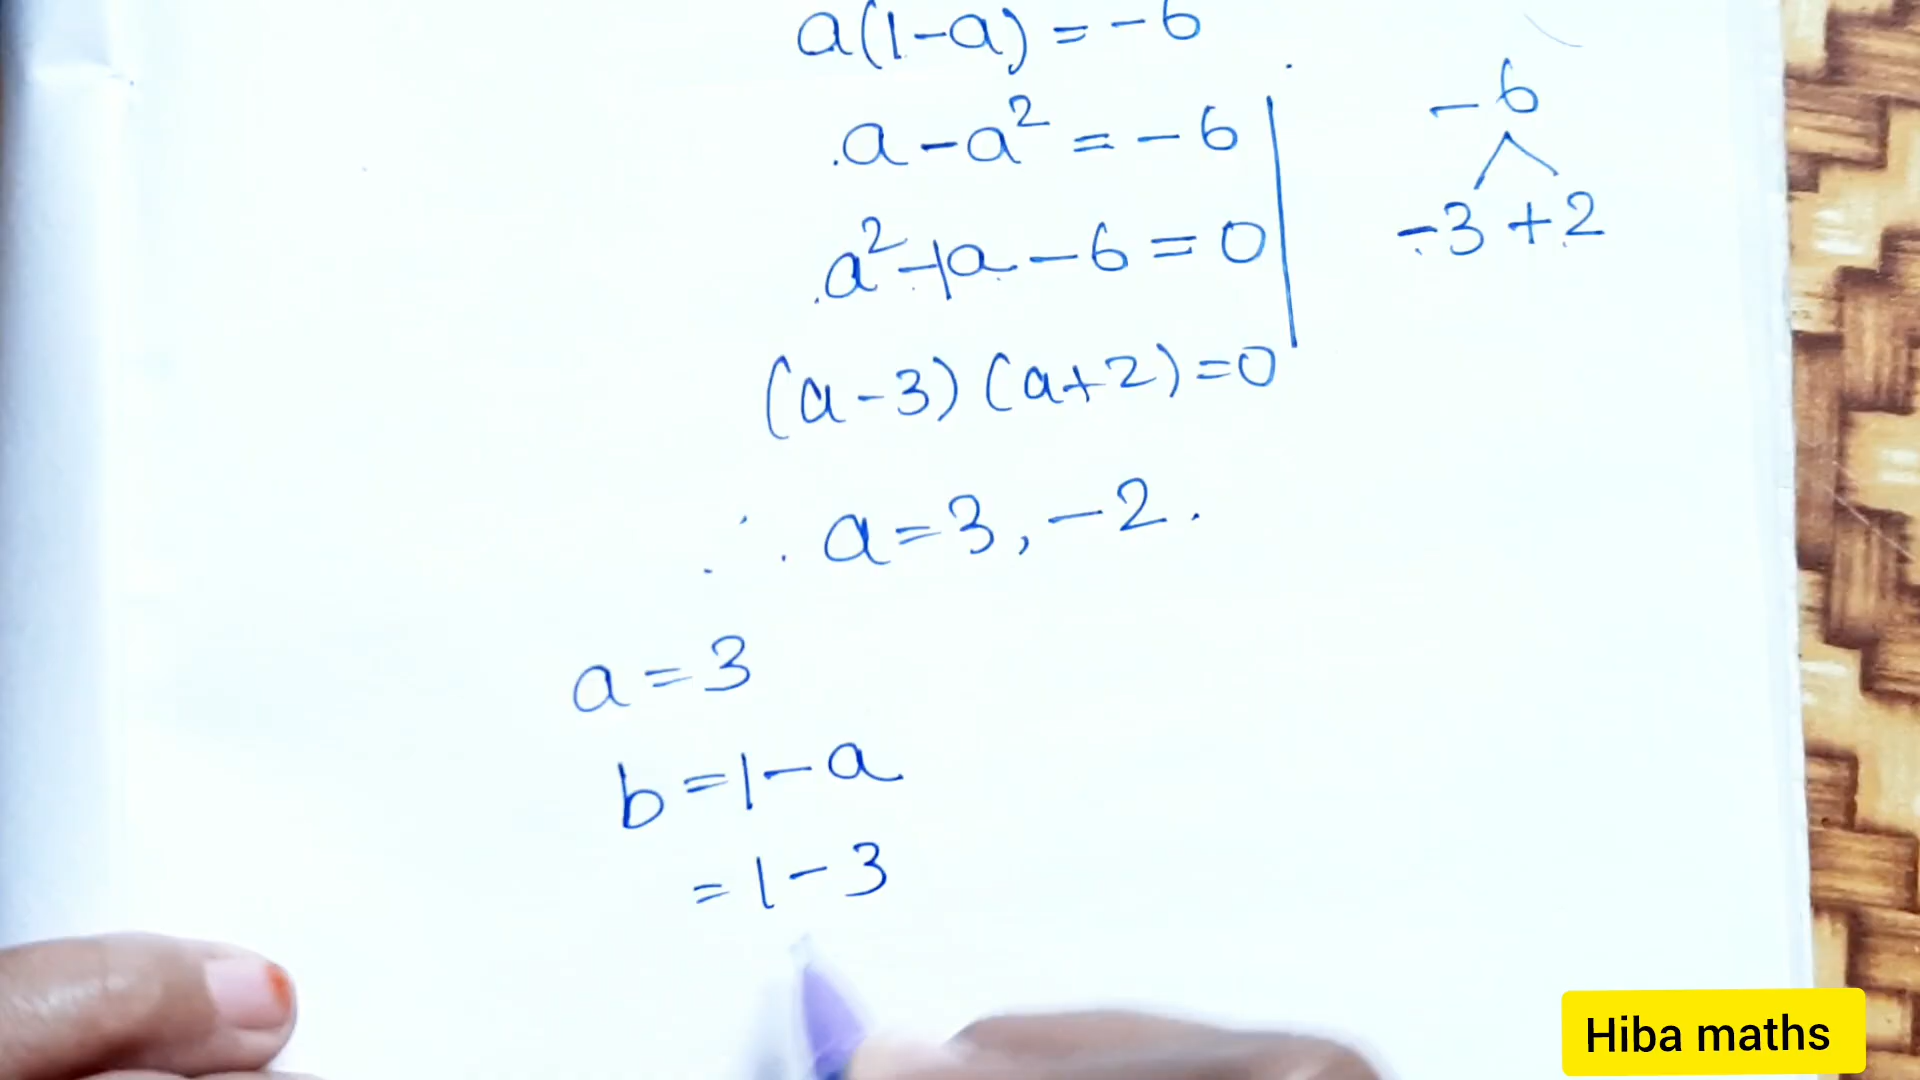 a(1-a) = -6
a - a² = -6
a² - 1a - 6 = 0
(a-3) (a+2) = 0
∴ a = 3, -2.
a = 3
b = 1 - a
= 1 - 3
-6
-3 +2
Hiba maths